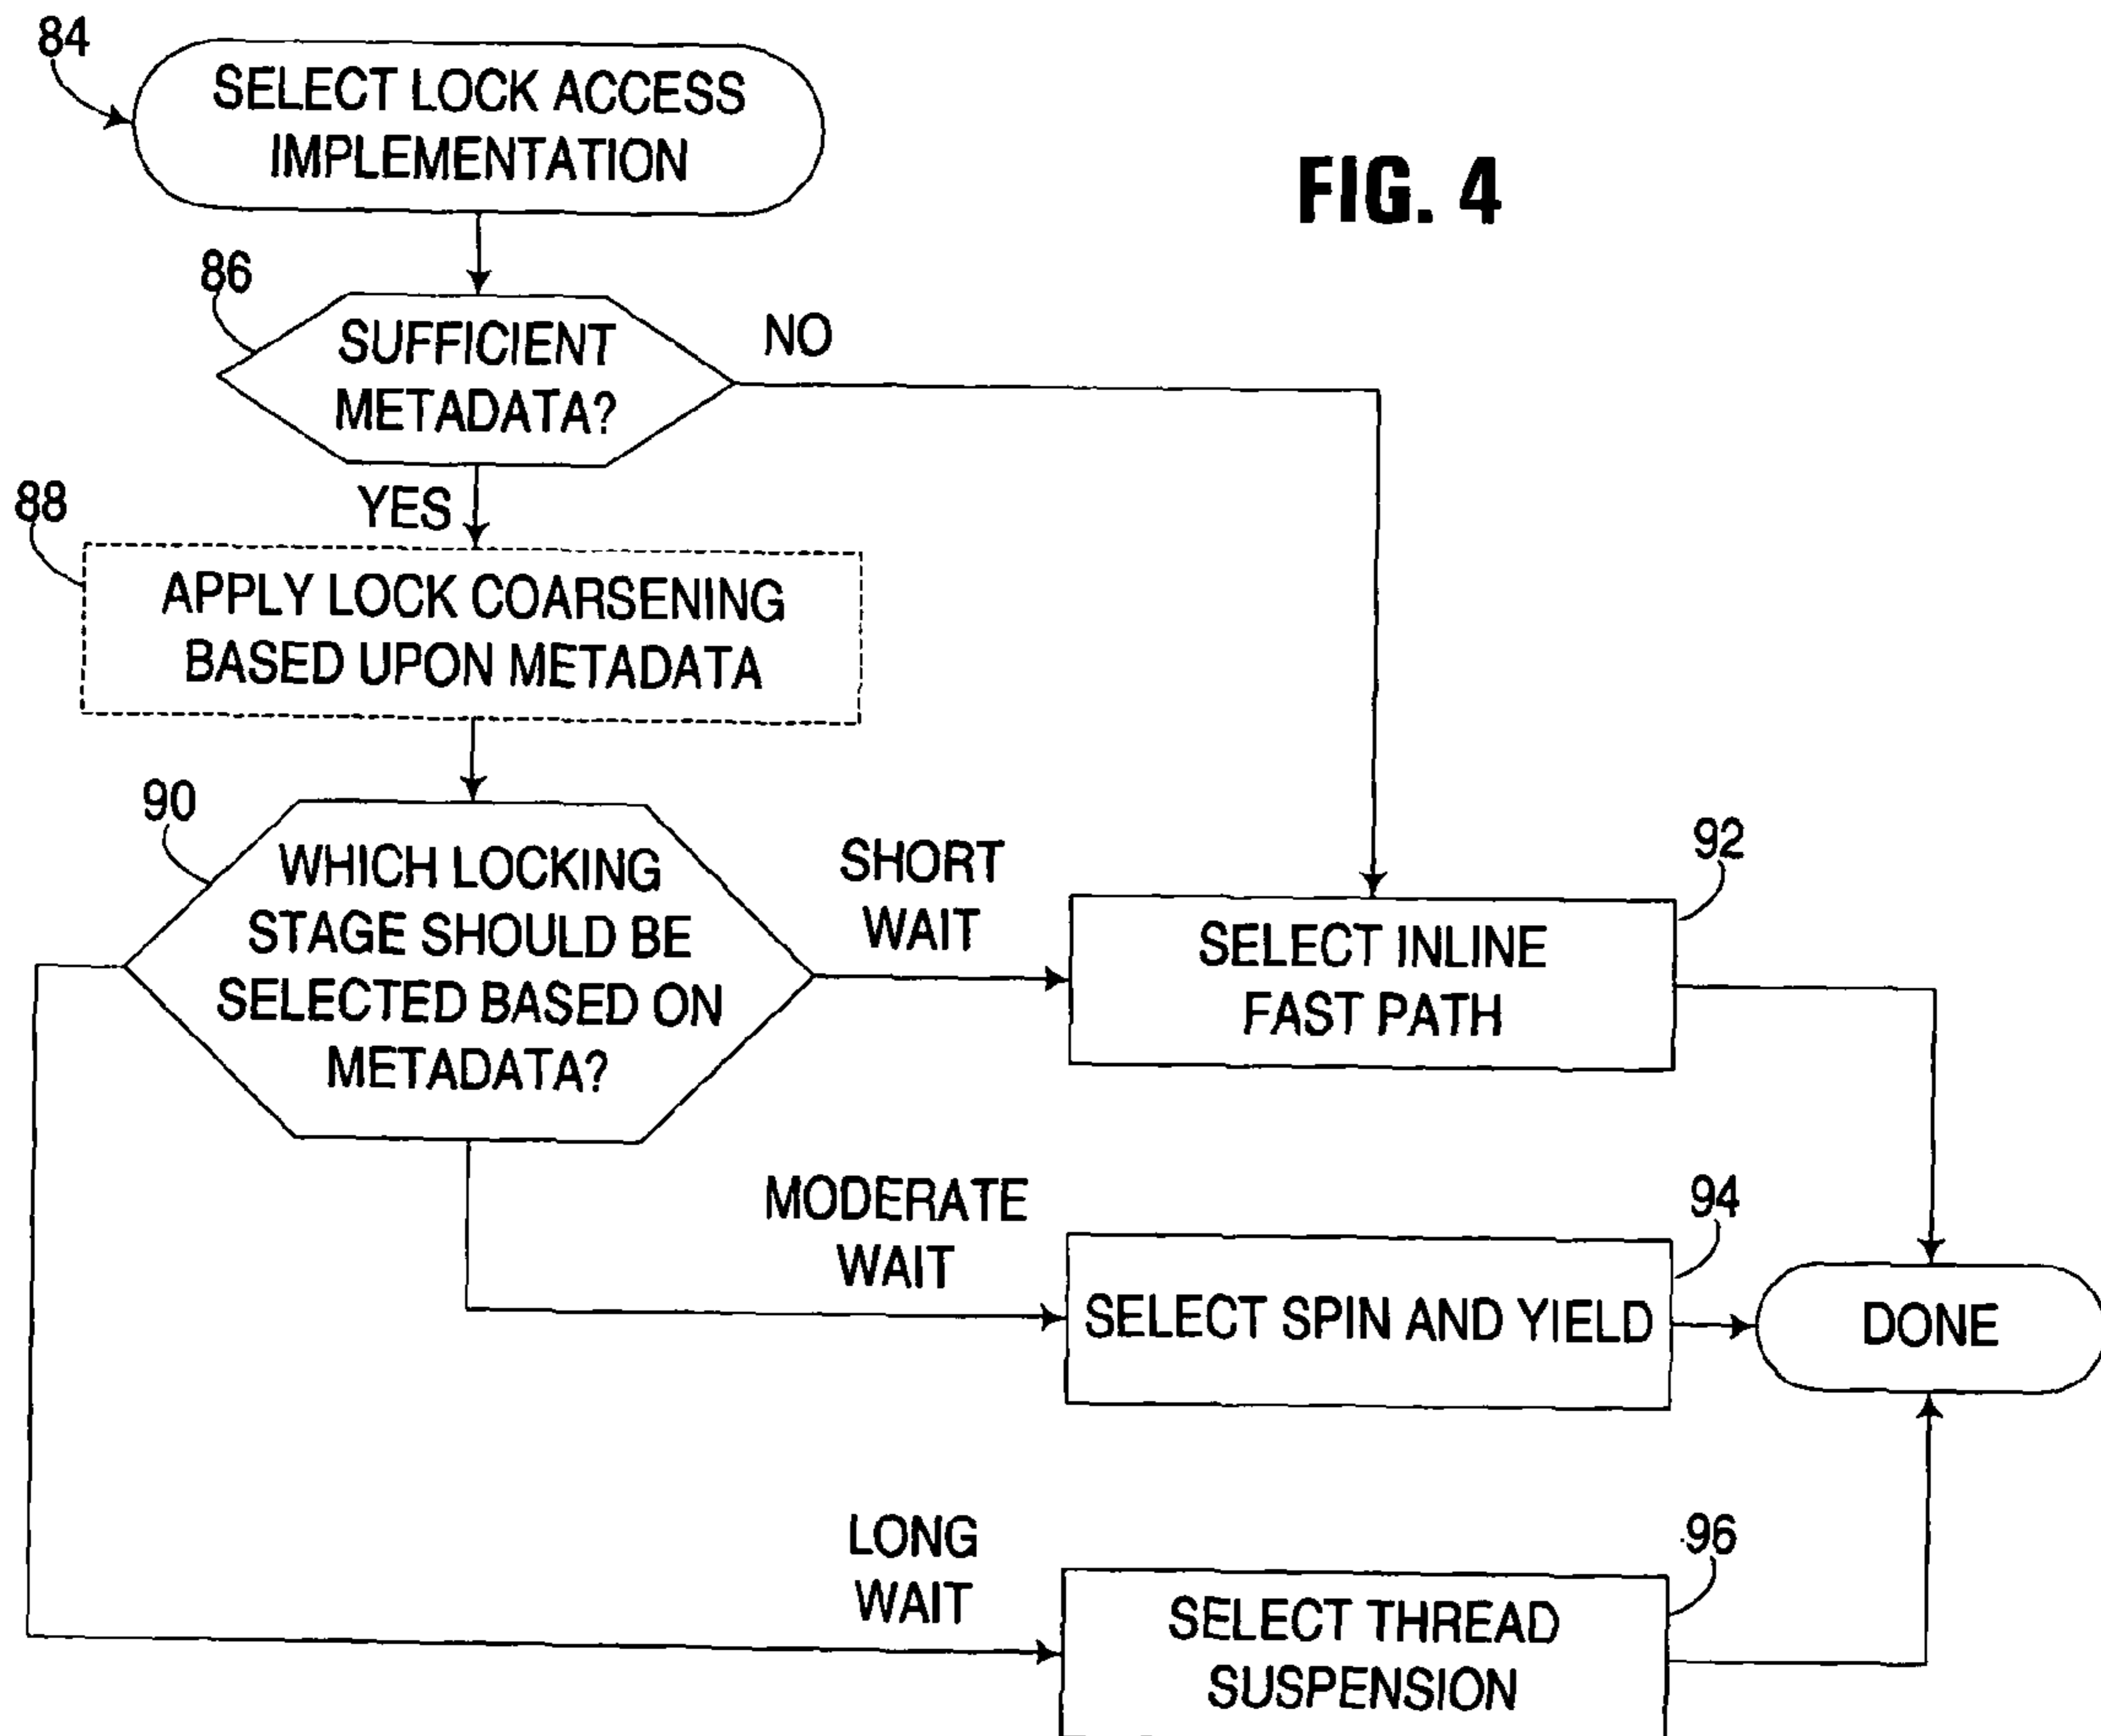 84
SELECT LOCK ACCESS
IMPLEMENTATION
FIG. 4
86
SUFFICIENT
METADATA?
NO
YES
88
APPLY LOCK COARSENING
BASED UPON METADATA
90
WHICH LOCKING
STAGE SHOULD BE
SELECTED BASED ON
METADATA?
SHORT
WAIT
92
SELECT INLINE
FAST PATH
MODERATE
WAIT
94
SELECT SPIN AND YIELD
DONE
LONG
WAIT
96
SELECT THREAD
SUSPENSION